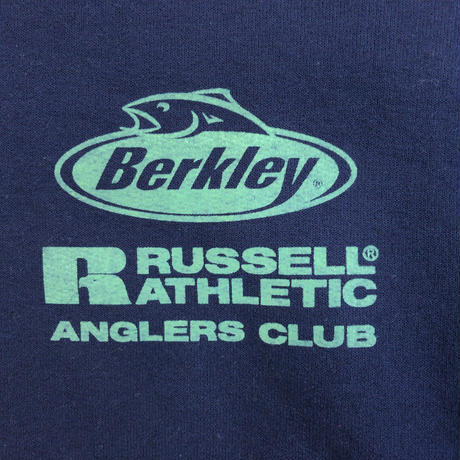 Berkley®
R RUSSELL®
ATHLETIC
ANGLERS CLUB